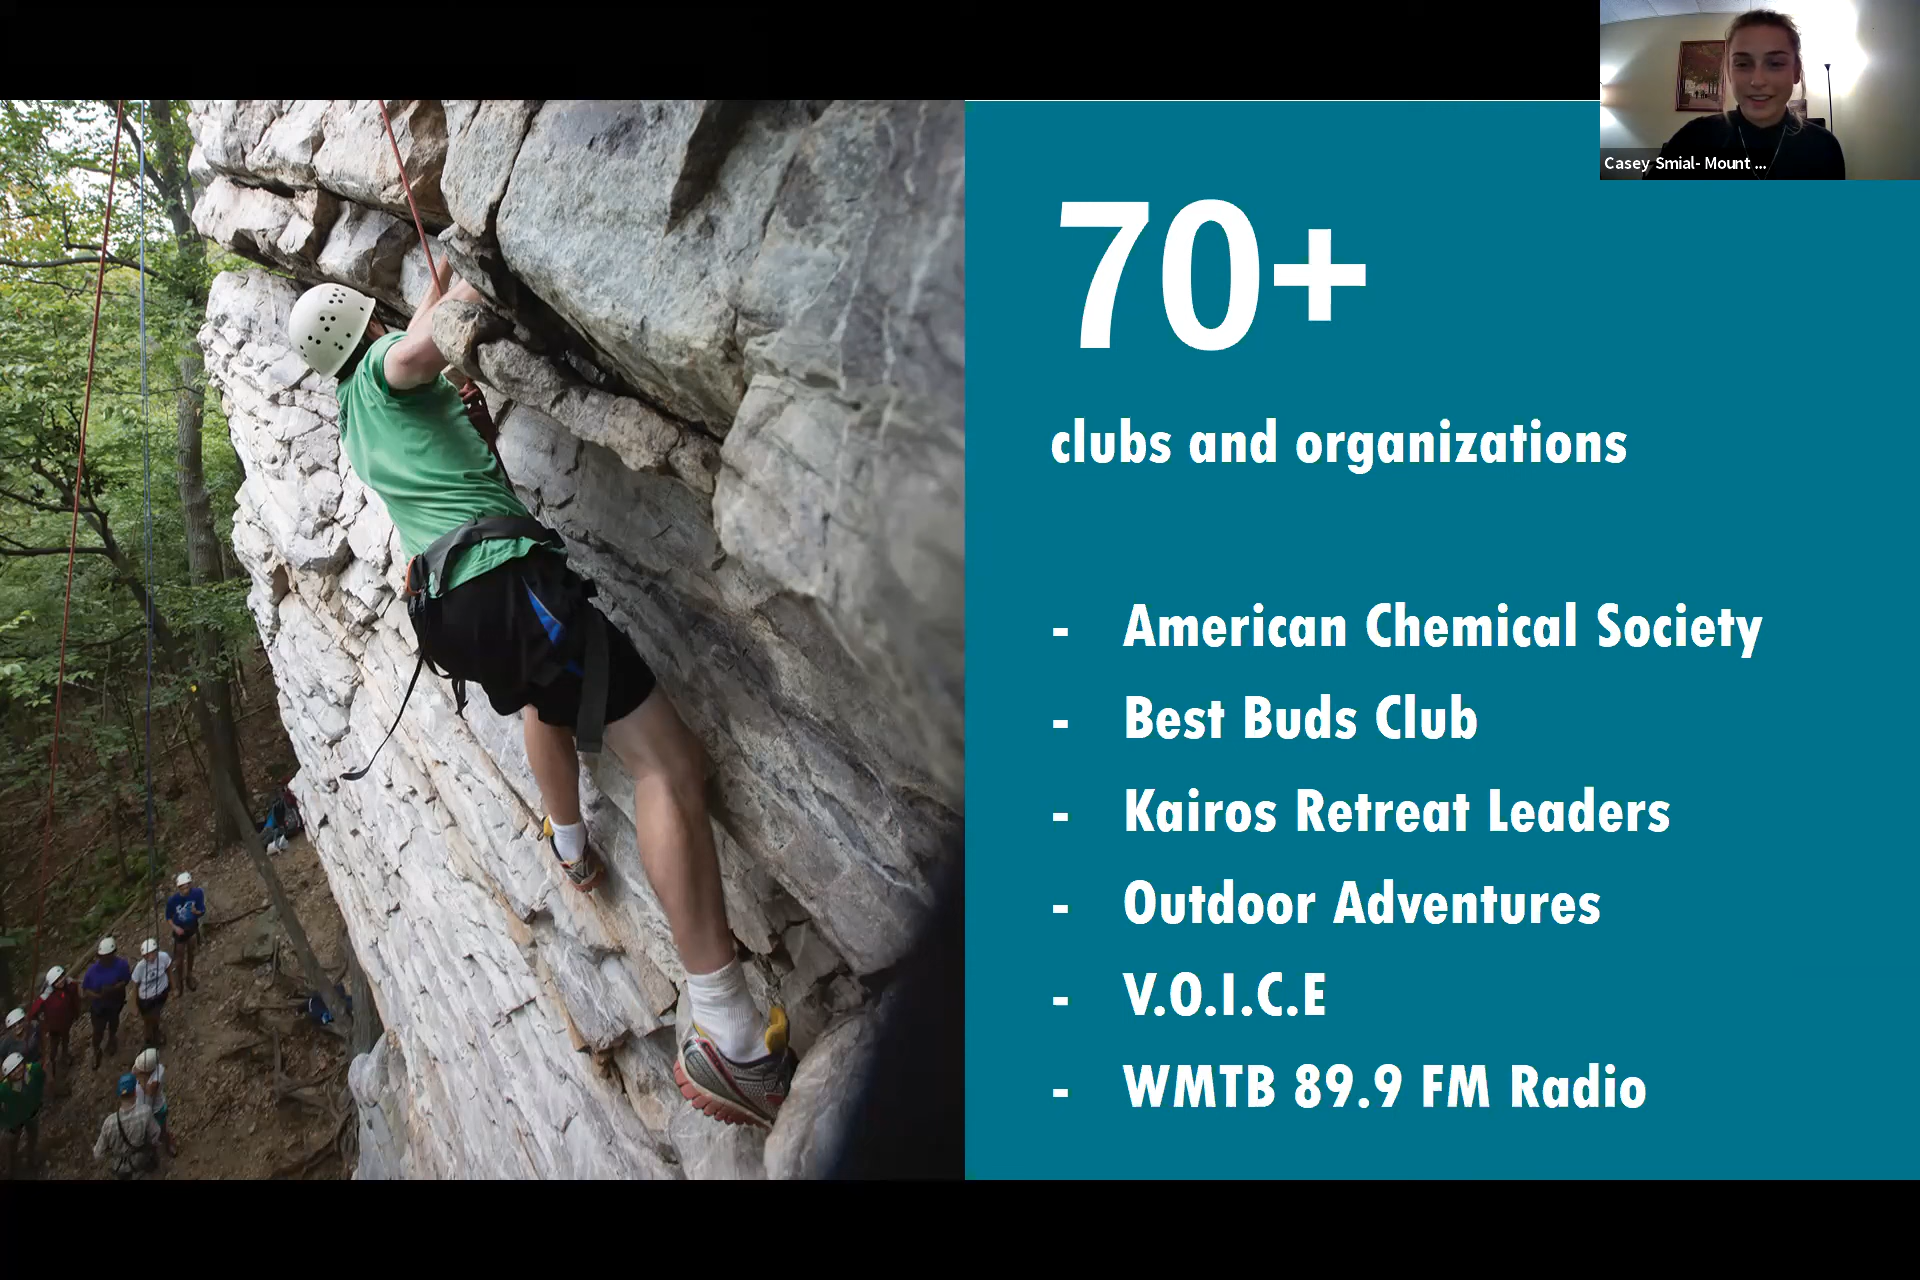 Casey Smial- Mount ...
70+
clubs and organizations
- American Chemical Society
- Best Buds Club
- Kairos Retreat Leaders
- Outdoor Adventures
- V.O.I.C.E
- WMTB 89.9 FM Radio